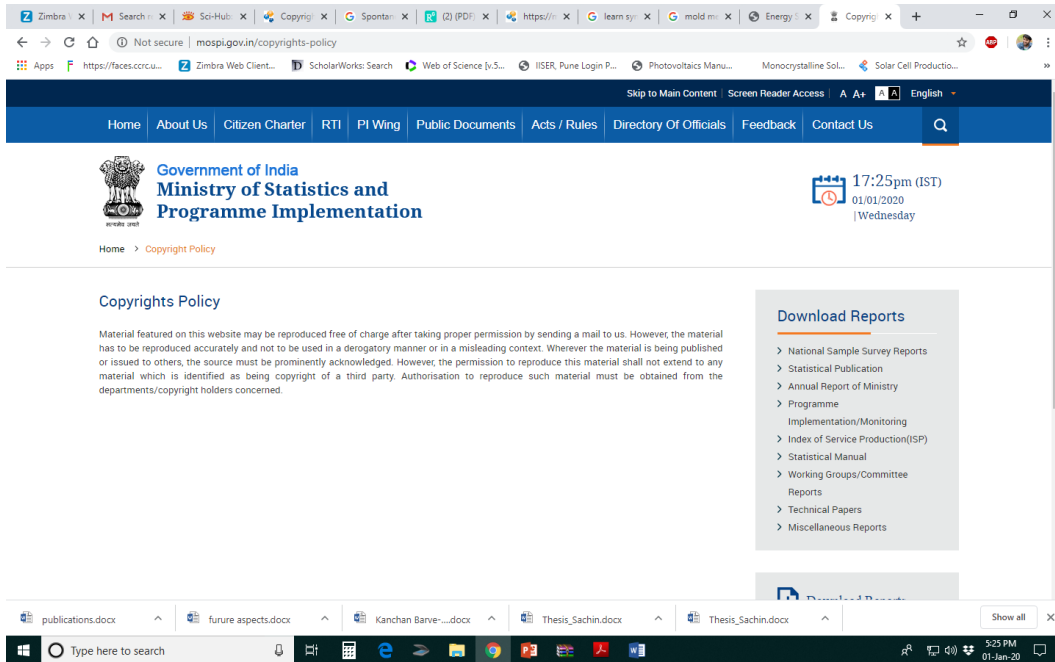 Zimbra
Search
Sci-Hub:
Copyrig
Spontan
(2) (PDF)
https://
learn syn
mold
Energy S
Copyrig
Not secure | mospi.gov.in/copyrights-policy
ABP
Apps
https://faces.ccrc.u...
Zimbra Web Client...
ScholarWorks: Search
Web of Science [v.5...
IISER, Pune Login P...
Photovoltaics Manu...
Monocrystalline Sol...
Solar Cell Productio...
Skip to Main Content | Screen Reader Access | A A+ A A English
Home About Us Citizen Charter RTI PI Wing Public Documents Acts / Rules Directory Of Officials Feedback Contact Us
Government of India
Ministry of Statistics and
Programme Implementation
सत्यमेव जयते
17:25pm (IST)
01/01/2020
|Wednesday
Home > Copyright Policy
Copyrights Policy
Material featured on this website may be reproduced free of charge after taking proper permission by sending a mail to us. However, the material
has to be reproduced accurately and not to be used in a derogatory manner or in a misleading context. Wherever the material is being published
or issued to others, the source must be prominently acknowledged. However, the permission to reproduce this material shall not extend to any
material which is identified as being copyright of a third party. Authorisation to reproduce such material must be obtained from the
departments/copyright holders concerned.
Download Reports
National Sample Survey Reports
Statistical Publication
Annual Report of Ministry
Programme
Implementation/Monitoring
Index of Service Production(ISP)
Statistical Manual
Working Groups/Committee
Reports
Technical Papers
Miscellaneous Reports
Download Reports
publications.docx
furure aspects.docx
Kanchan Barve-....docx
Thesis_Sachin.docx
Thesis_Sachin.docx
Show all
Type here to search
5:25 PM
01-Jan-20